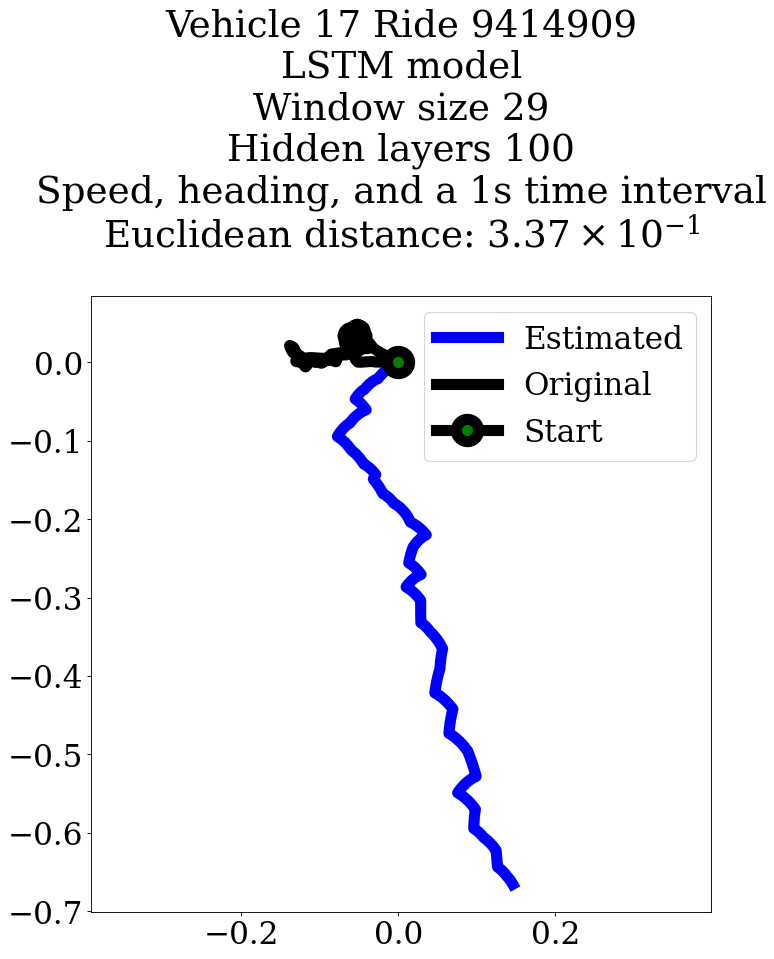 Vehicle 17 Ride 9414909
LSTM model
Window size 29
Hidden layers 100
Speed, heading, and a 1s time interval
Euclidean distance: 3.37 × 10⁻¹
Estimated
Original
Start
0.0
−0.1
−0.2
−0.3
−0.4
−0.5
−0.6
−0.7
−0.2 0.0 0.2